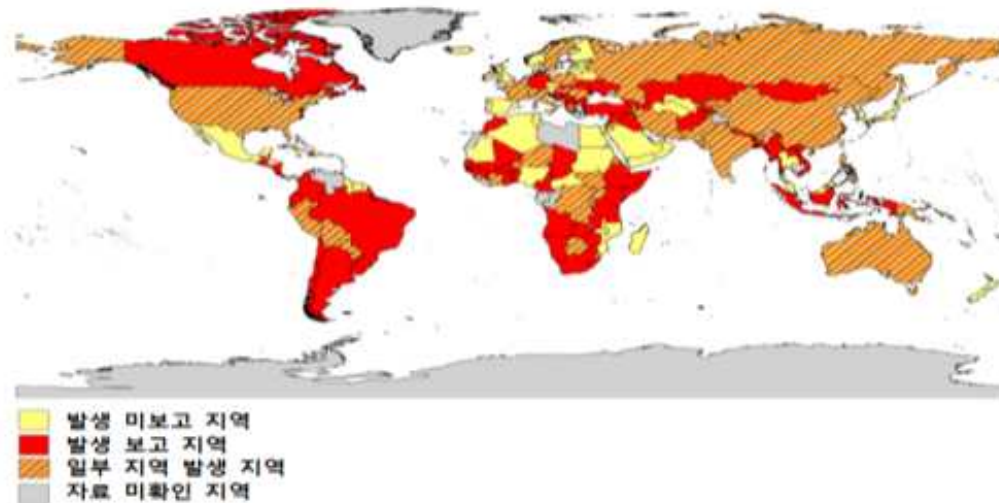 발생 미보고 지역
발생 보고 지역
일부 지역 발생 지역
자료 미확인 지역